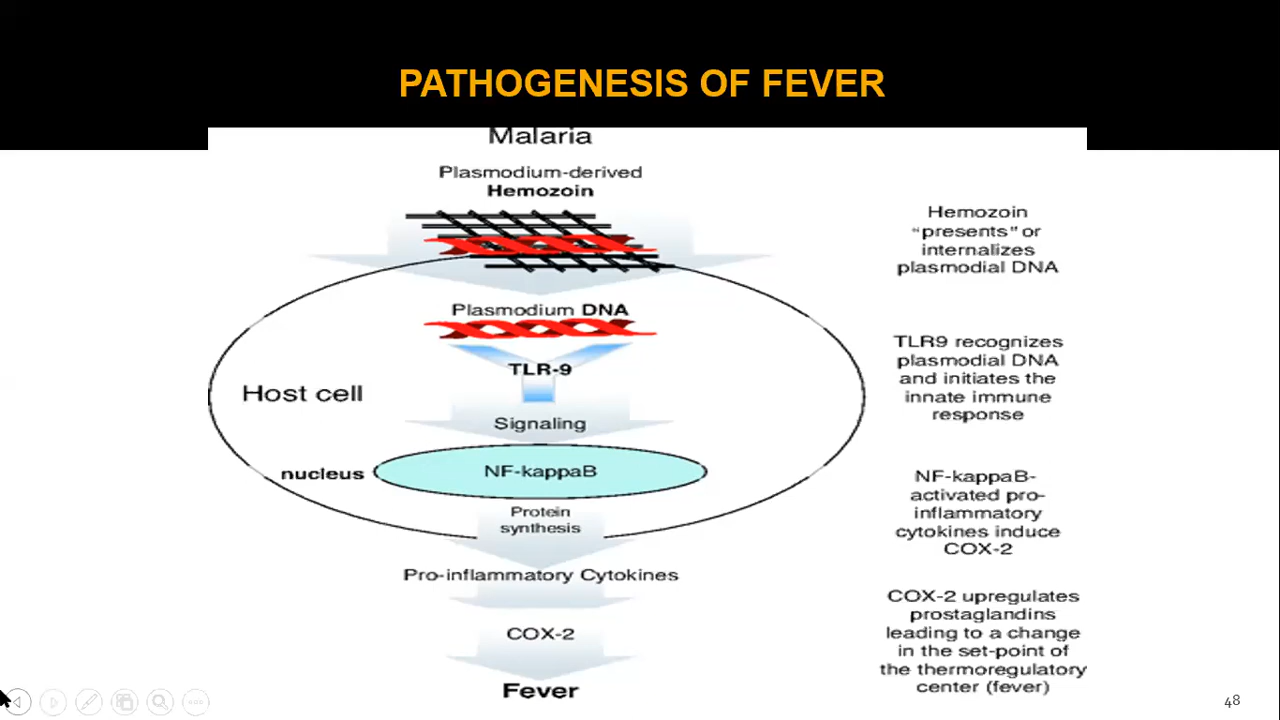 PATHOGENESIS OF FEVER
Malaria
Plasmodium-derived
Hemozoin
Plasmodium DNA
TLR-9
Host cell
Signaling
nucleus
NF-kappaB
Protein
synthesis
Pro-inflammatory Cytokines
COX-2
Fever
Hemozoin
“presents” or
internalizes
plasmodial DNA
TLR9 recognizes
plasmodial DNA
and initiates the
innate immune
response
NF-kappaB-
activated pro-
inflammatory
cytokines induce
COX-2
COX-2 upregulates
prostaglandins
leading to a change
in the set-point of
the thermoregulatory
center (fever)
48